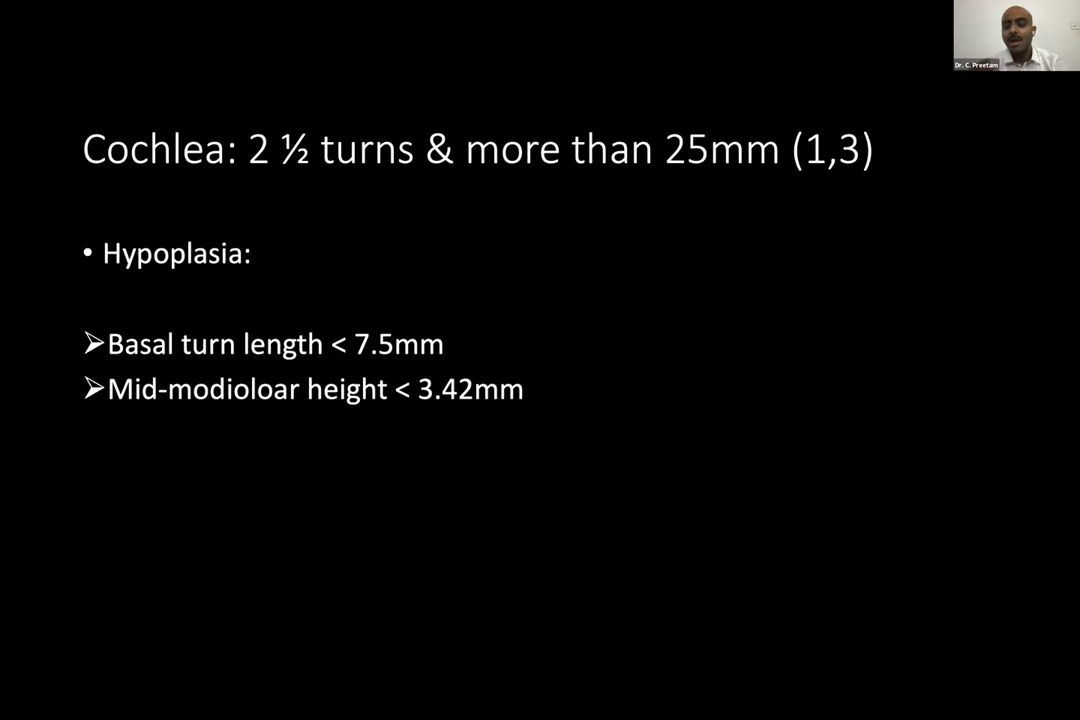 Dr. C. Preetam
Cochlea: 2 ½ turns & more than 25mm (1,3)
• Hypoplasia:
➢Basal turn length < 7.5mm
➢Mid-modioloar height < 3.42mm